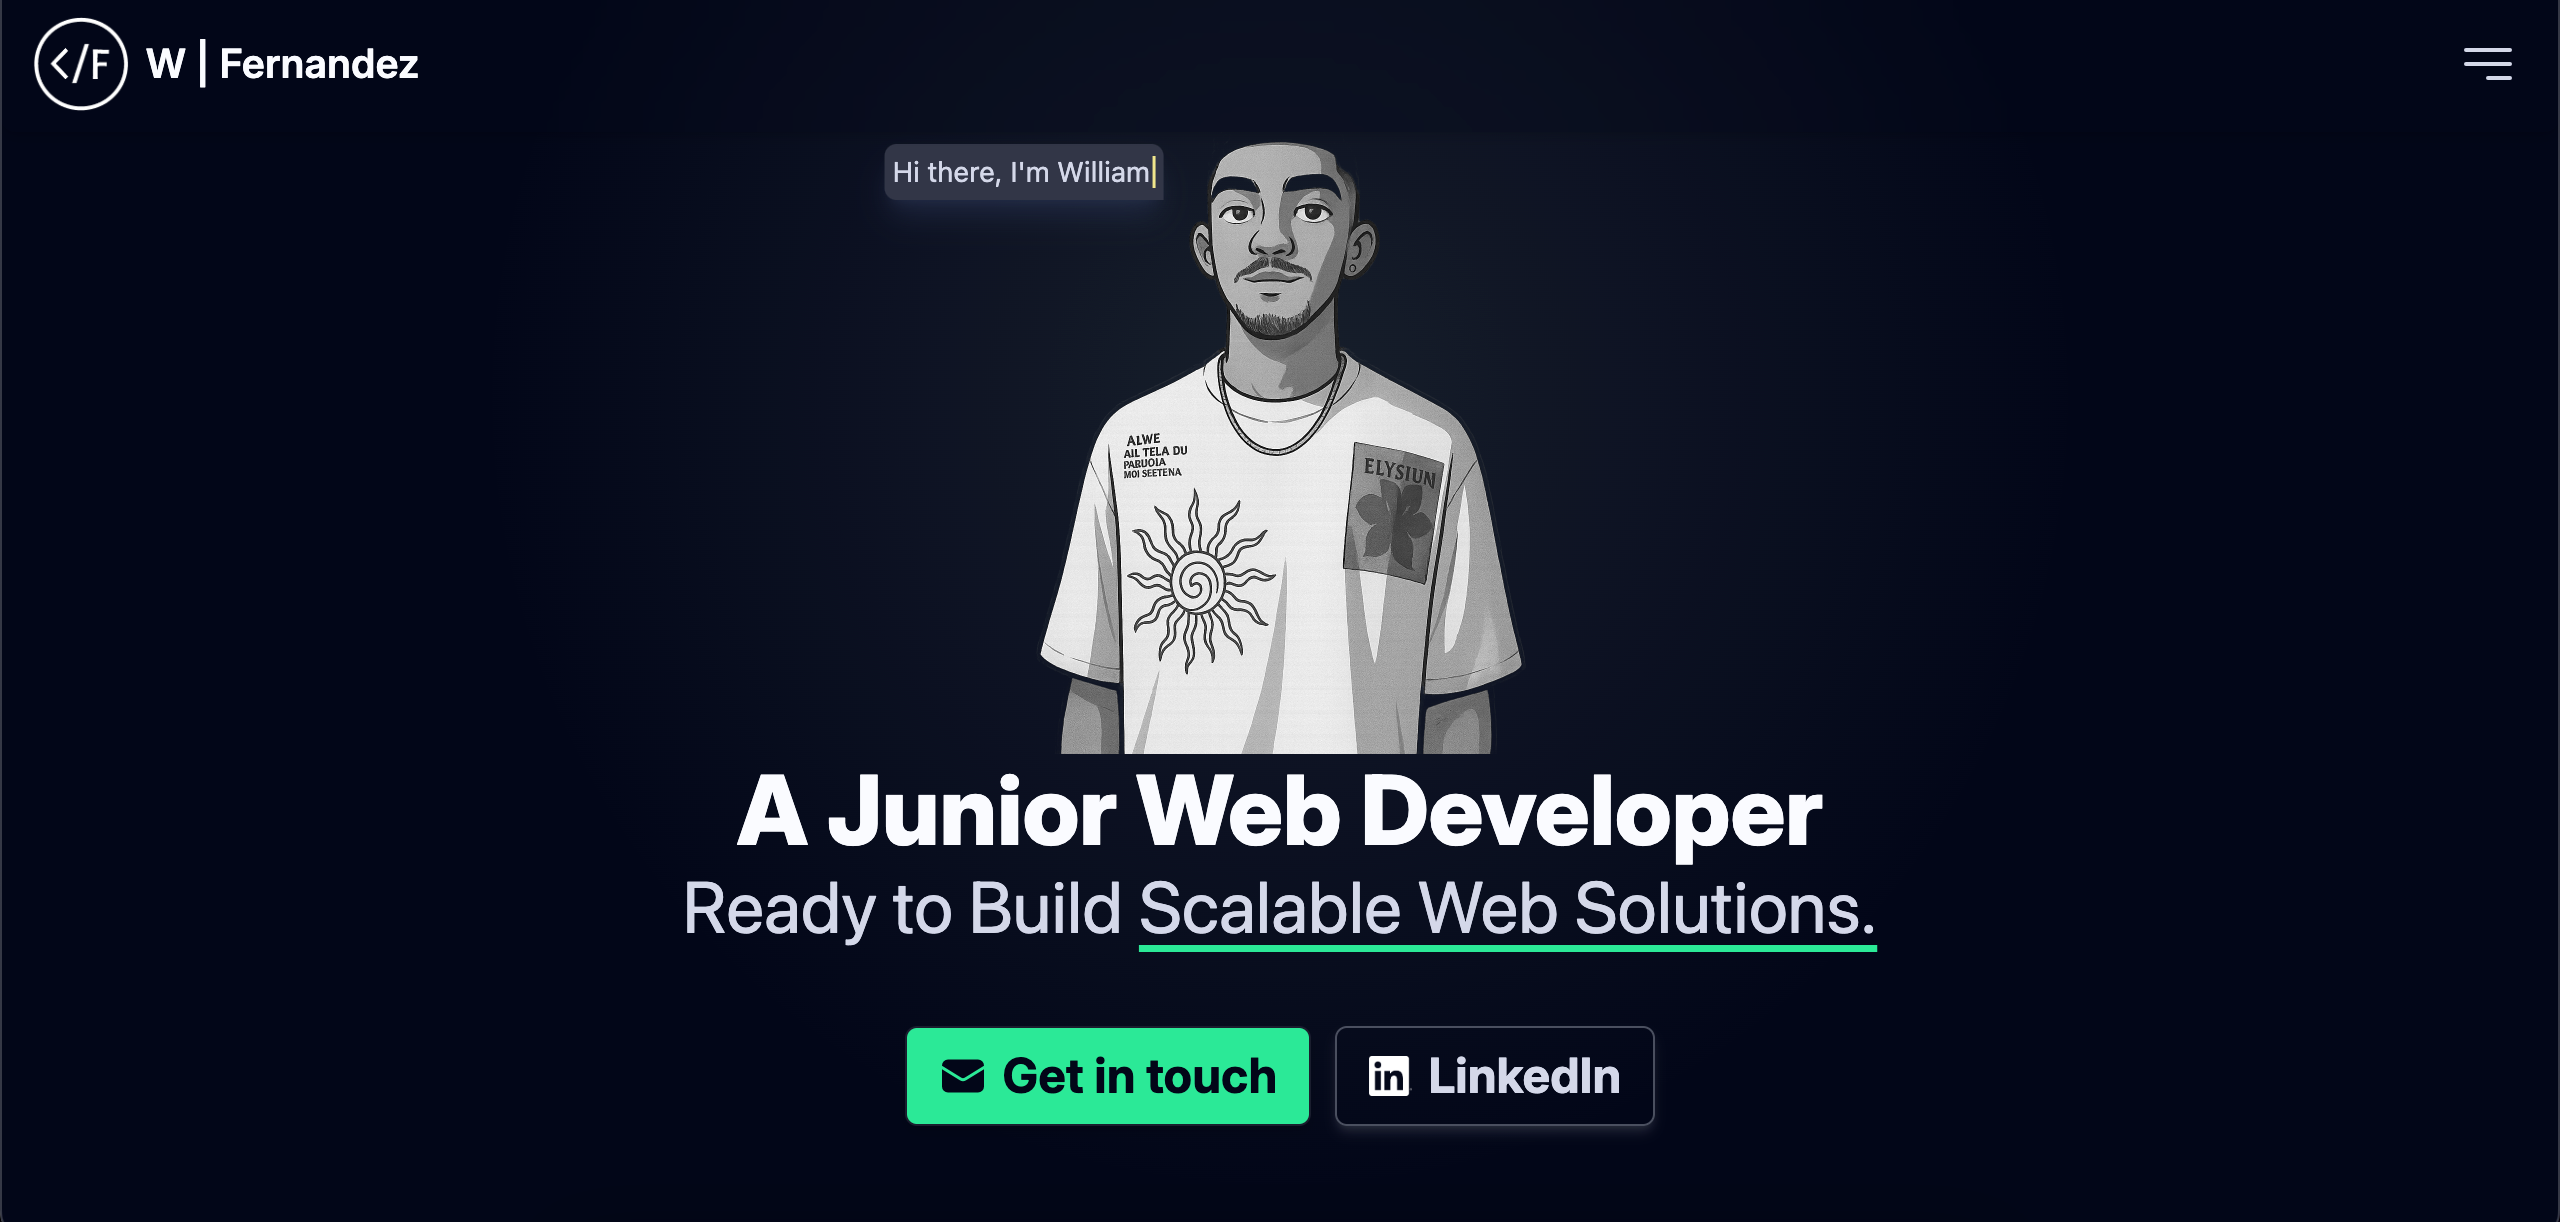 </F W | Fernandez
Hi there, I'm William
ALWE
AIL TELA DU
PARUOIA
MOI SEETENA
ELYSIUN
A Junior Web Developer
Ready to Build Scalable Web Solutions.
Get in touch
in LinkedIn